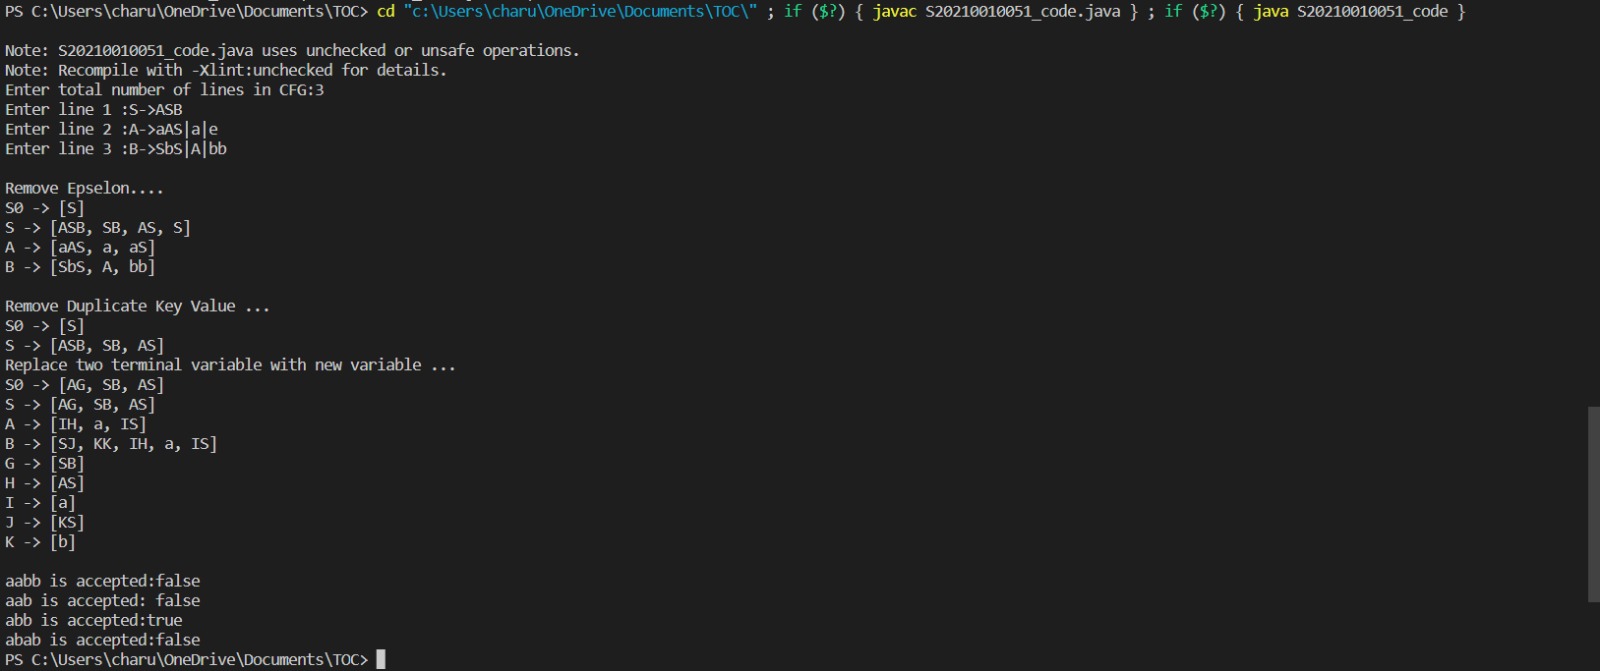 PS C:\Users\charu\OneDrive\Documents\TOC> cd "c:\Users\charu\OneDrive\Documents\TOC\" ; if ($?) { javac S20210010051_code.java } ; if ($?) { java S20210010051_code }
Note: S20210010051_code.java uses unchecked or unsafe operations.
Note: Recompile with -Xlint:unchecked for details.
Enter total number of lines in CFG:3
Enter line 1 :S->ASB
Enter line 2 :A->aAS|a|e
Enter line 3 :B->SbS|A|bb
Remove Epselon....
S0 -> [S]
S -> [ASB, SB, AS, S]
A -> [aAS, a, aS]
B -> [SbS, A, bb]
Remove Duplicate Key Value ...
S0 -> [S]
S -> [ASB, SB, AS]
Replace two terminal variable with new variable ...
S0 -> [AG, SB, AS]
S -> [AG, SB, AS]
A -> [IH, a, IS]
B -> [SJ, KK, IH, a, IS]
G -> [SB]
H -> [AS]
I -> [a]
J -> [KS]
K -> [b]
aabb is accepted:false
aab is accepted: false
abb is accepted:true
abab is accepted:false
PS C:\Users\charu\OneDrive\Documents\TOC>